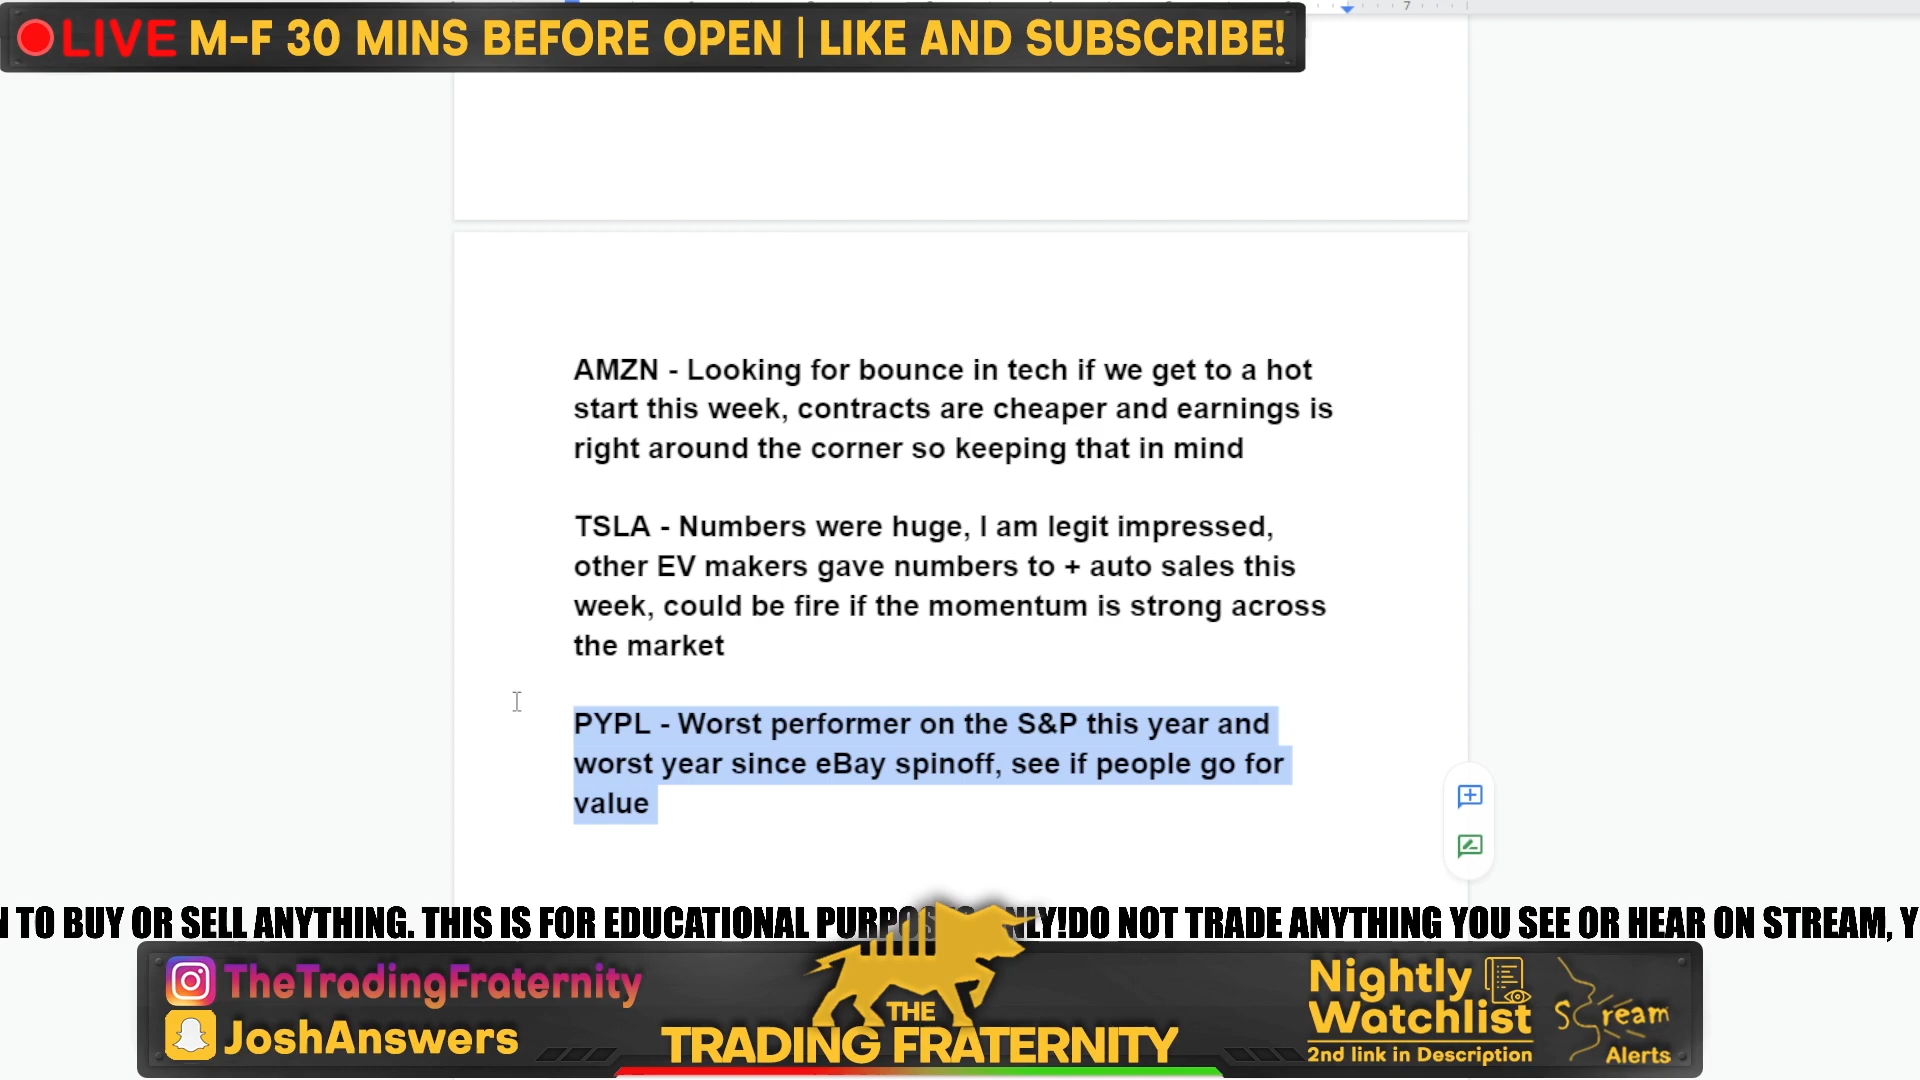 LIVE M-F 30 MINS BEFORE OPEN | LIKE AND SUBSCRIBE!
7
AMZN - Looking for bounce in tech if we get to a hot
start this week, contracts are cheaper and earnings is
right around the corner so keeping that in mind
TSLA - Numbers were huge, I am legit impressed,
other EV makers gave numbers to + auto sales this
week, could be fire if the momentum is strong across
the market
PYPL - Worst performer on the S&P this year and
worst year since eBay spinoff, see if people go for
value
TO BUY OR SELL ANYTHING. THIS IS FOR EDUCATIONAL DO NOT TRADE ANYTHING YOU SEE OR HEAR ON STREAM,
TheTradingFraternity
JoshAnswers
THE
TRADING FRATERNITY
Nightly
Watchlist
2nd link in Description
Scream
Alerts